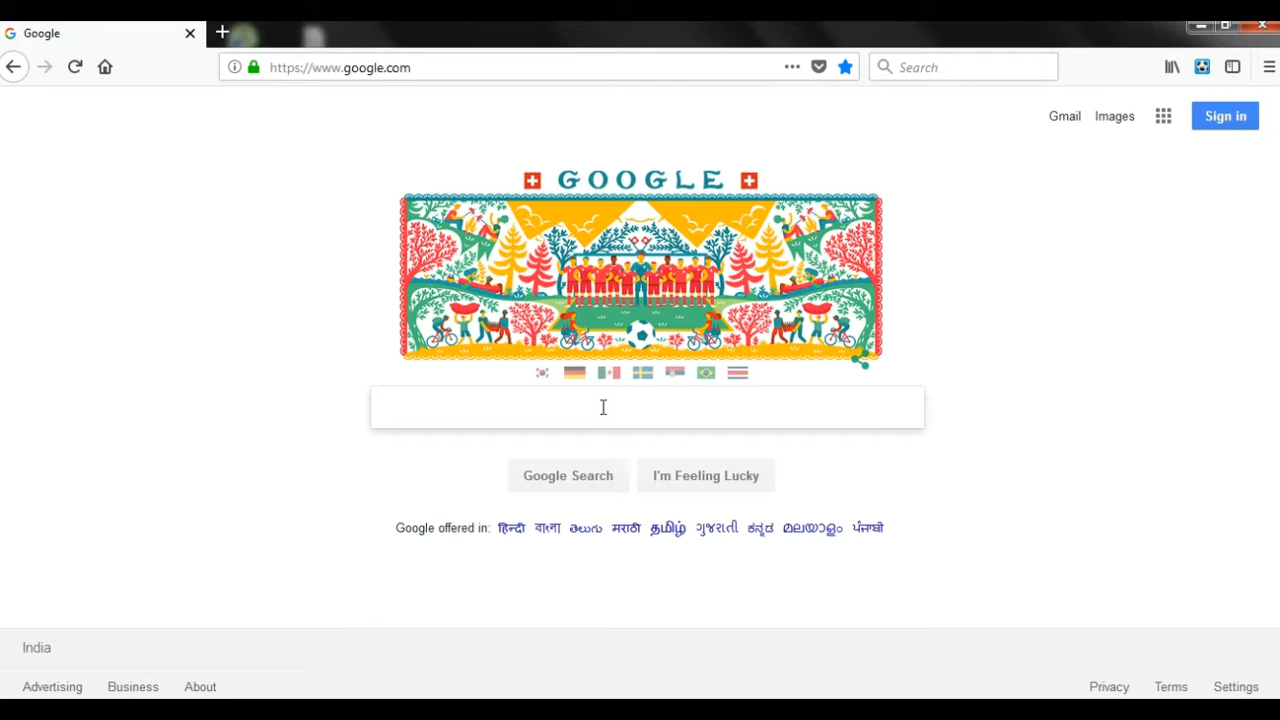 Google
https://www.google.com
Search
Gmail Images Sign in
GOOGLE
Google Search I'm Feeling Lucky
Google offered in: हिन्दी বাংলা తెలుగు मराठी தமிழ் ગુજરાતી ಕನ್ನಡ മലയാളം ਪੰਜਾਬੀ
India
Advertising Business About Privacy Terms Settings